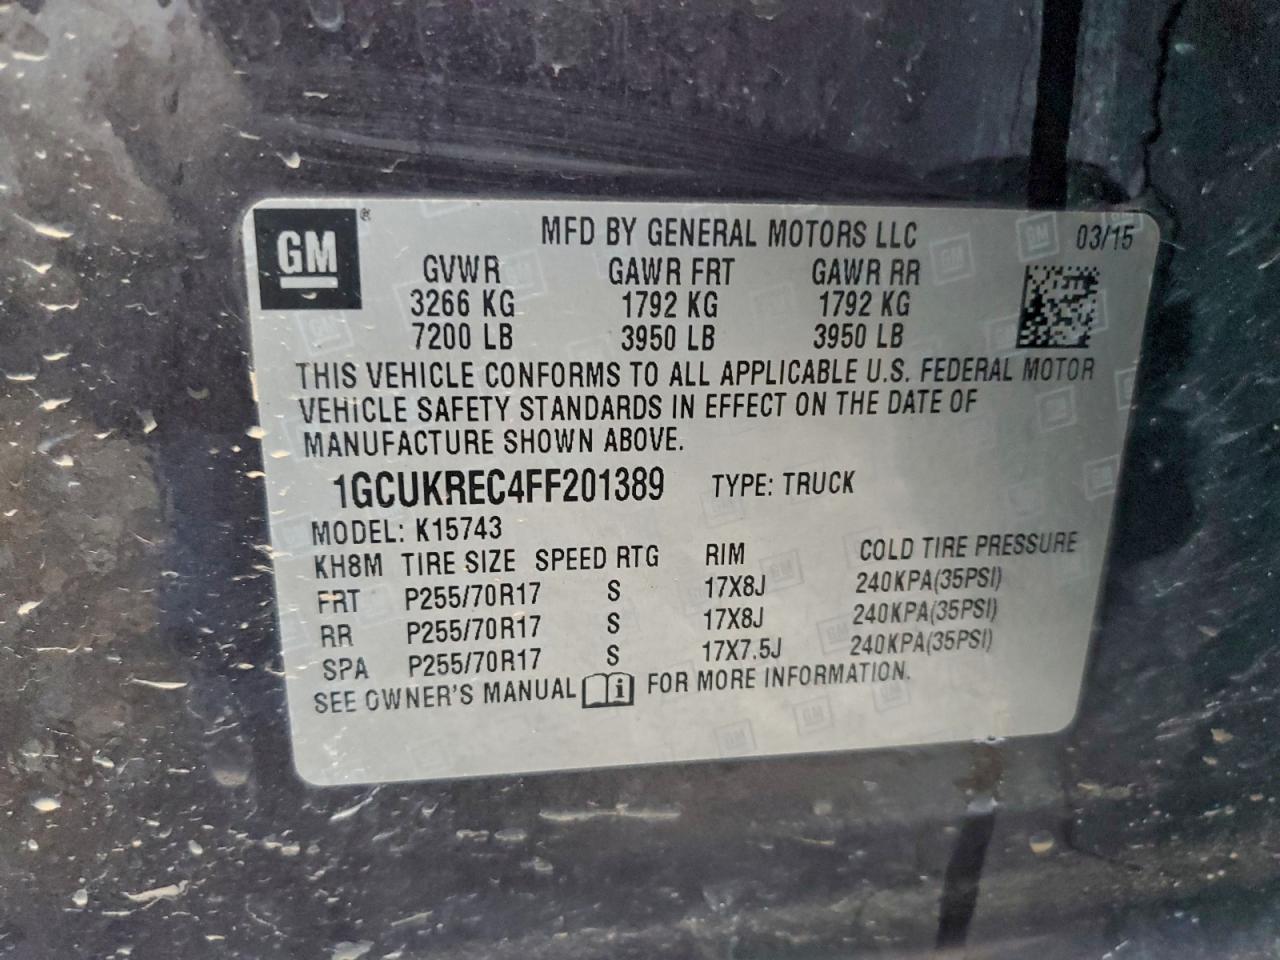 GM ® MFD BY GENERAL MOTORS LLC 03/15
GVWR GAWR FRT GAWR RR
3266 KG 1792 KG 1792 KG
7200 LB 3950 LB 3950 LB
THIS VEHICLE CONFORMS TO ALL APPLICABLE U.S. FEDERAL MOTOR
VEHICLE SAFETY STANDARDS IN EFFECT ON THE DATE OF
MANUFACTURE SHOWN ABOVE.
1GCUKREC4FF201389 TYPE: TRUCK
MODEL: K15743
KH8M TIRE SIZE SPEED RTG RIM COLD TIRE PRESSURE
FRT P255/70R17 S 17X8J 240KPA(35PSI)
RR P255/70R17 S 17X8J 240KPA(35PSI)
SPA P255/70R17 S 17X7.5J 240KPA(35PSI)
SEE OWNER'S MANUAL i FOR MORE INFORMATION.